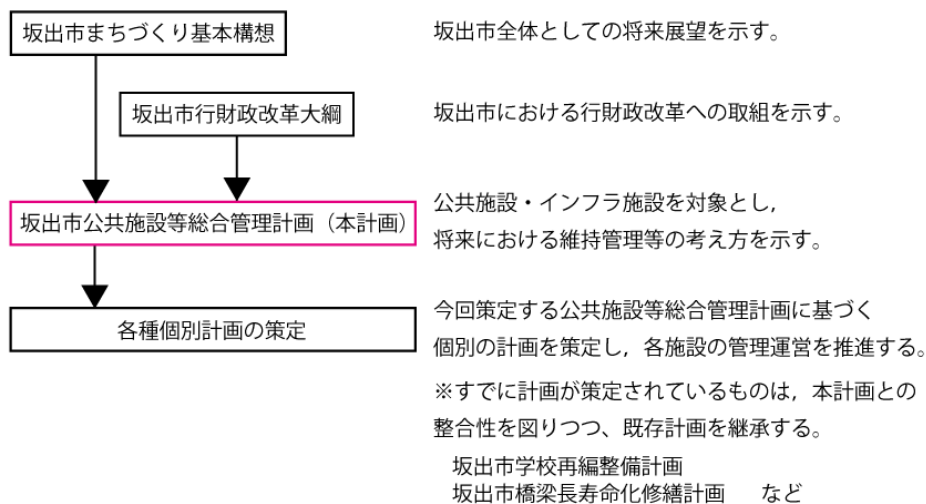 坂出市まちづくり基本構想
坂出市全体としての将来展望を示す。
坂出市行財政改革大綱
坂出市における行財政改革への取組を示す。
坂出市公共施設等総合管理計画（本計画）
公共施設・インフラ施設を対象とし，
将来における維持管理等の考え方を示す。
各種個別計画の策定
今回策定する公共施設等総合管理計画に基づく
個別の計画を策定し，各施設の管理運営を推進する。
※すでに計画が策定されているものは，本計画との
整合性を図りつつ、既存計画を継承する。
坂出市学校再編整備計画
坂出市橋梁長寿命化修繕計画　など